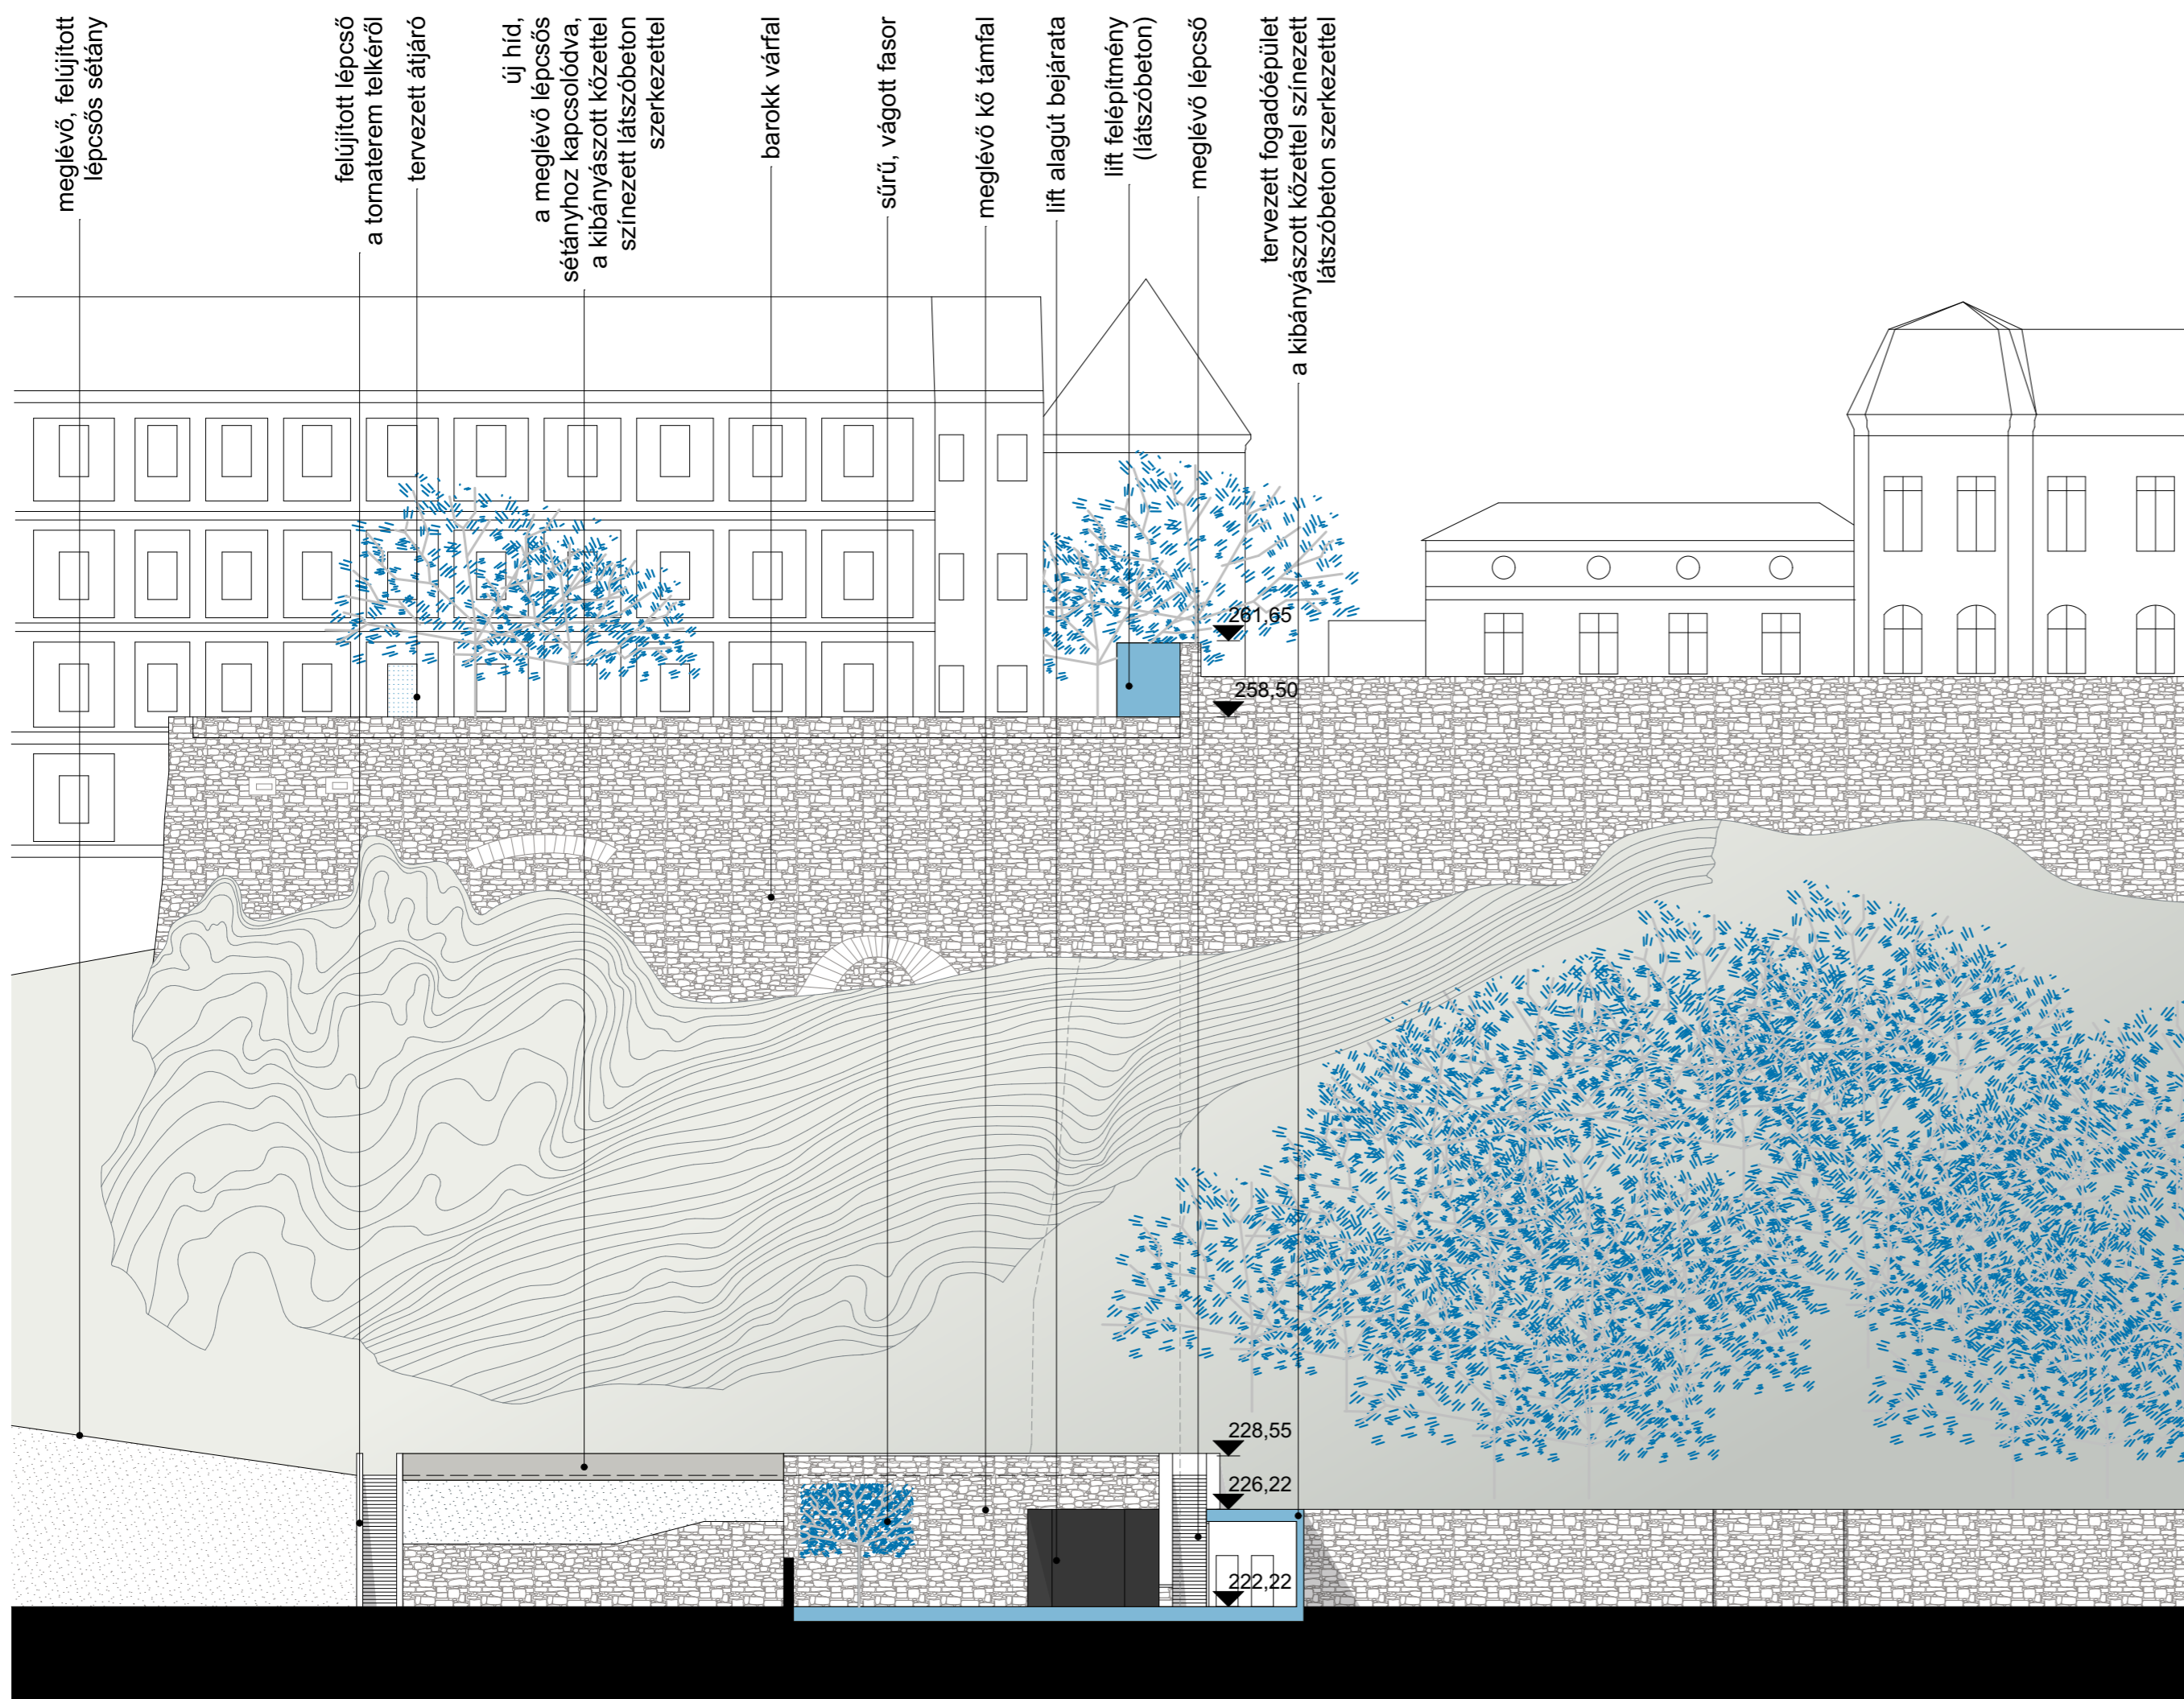 meglévő, felújított
lépcsős sétány
felújított lépcső
a tornaterem telkéről
tervezett átjáró
új híd,
a meglévő lépcsős
sétányhoz kapcsolódva,
a kibányászott kőzettel
színezett látszóbeton
szerkezettel
barokk várfal
sűrű, vágott fasor
meglévő kő támfal
lift alagút bejárata
lift felépítmény
(látszóbeton)
meglévő lépcső
tervezett fogadóépület
a kibányászott kőzettel színezett
látszóbeton szerkezettel
261,65
258,50
228,55
226,22
222,22